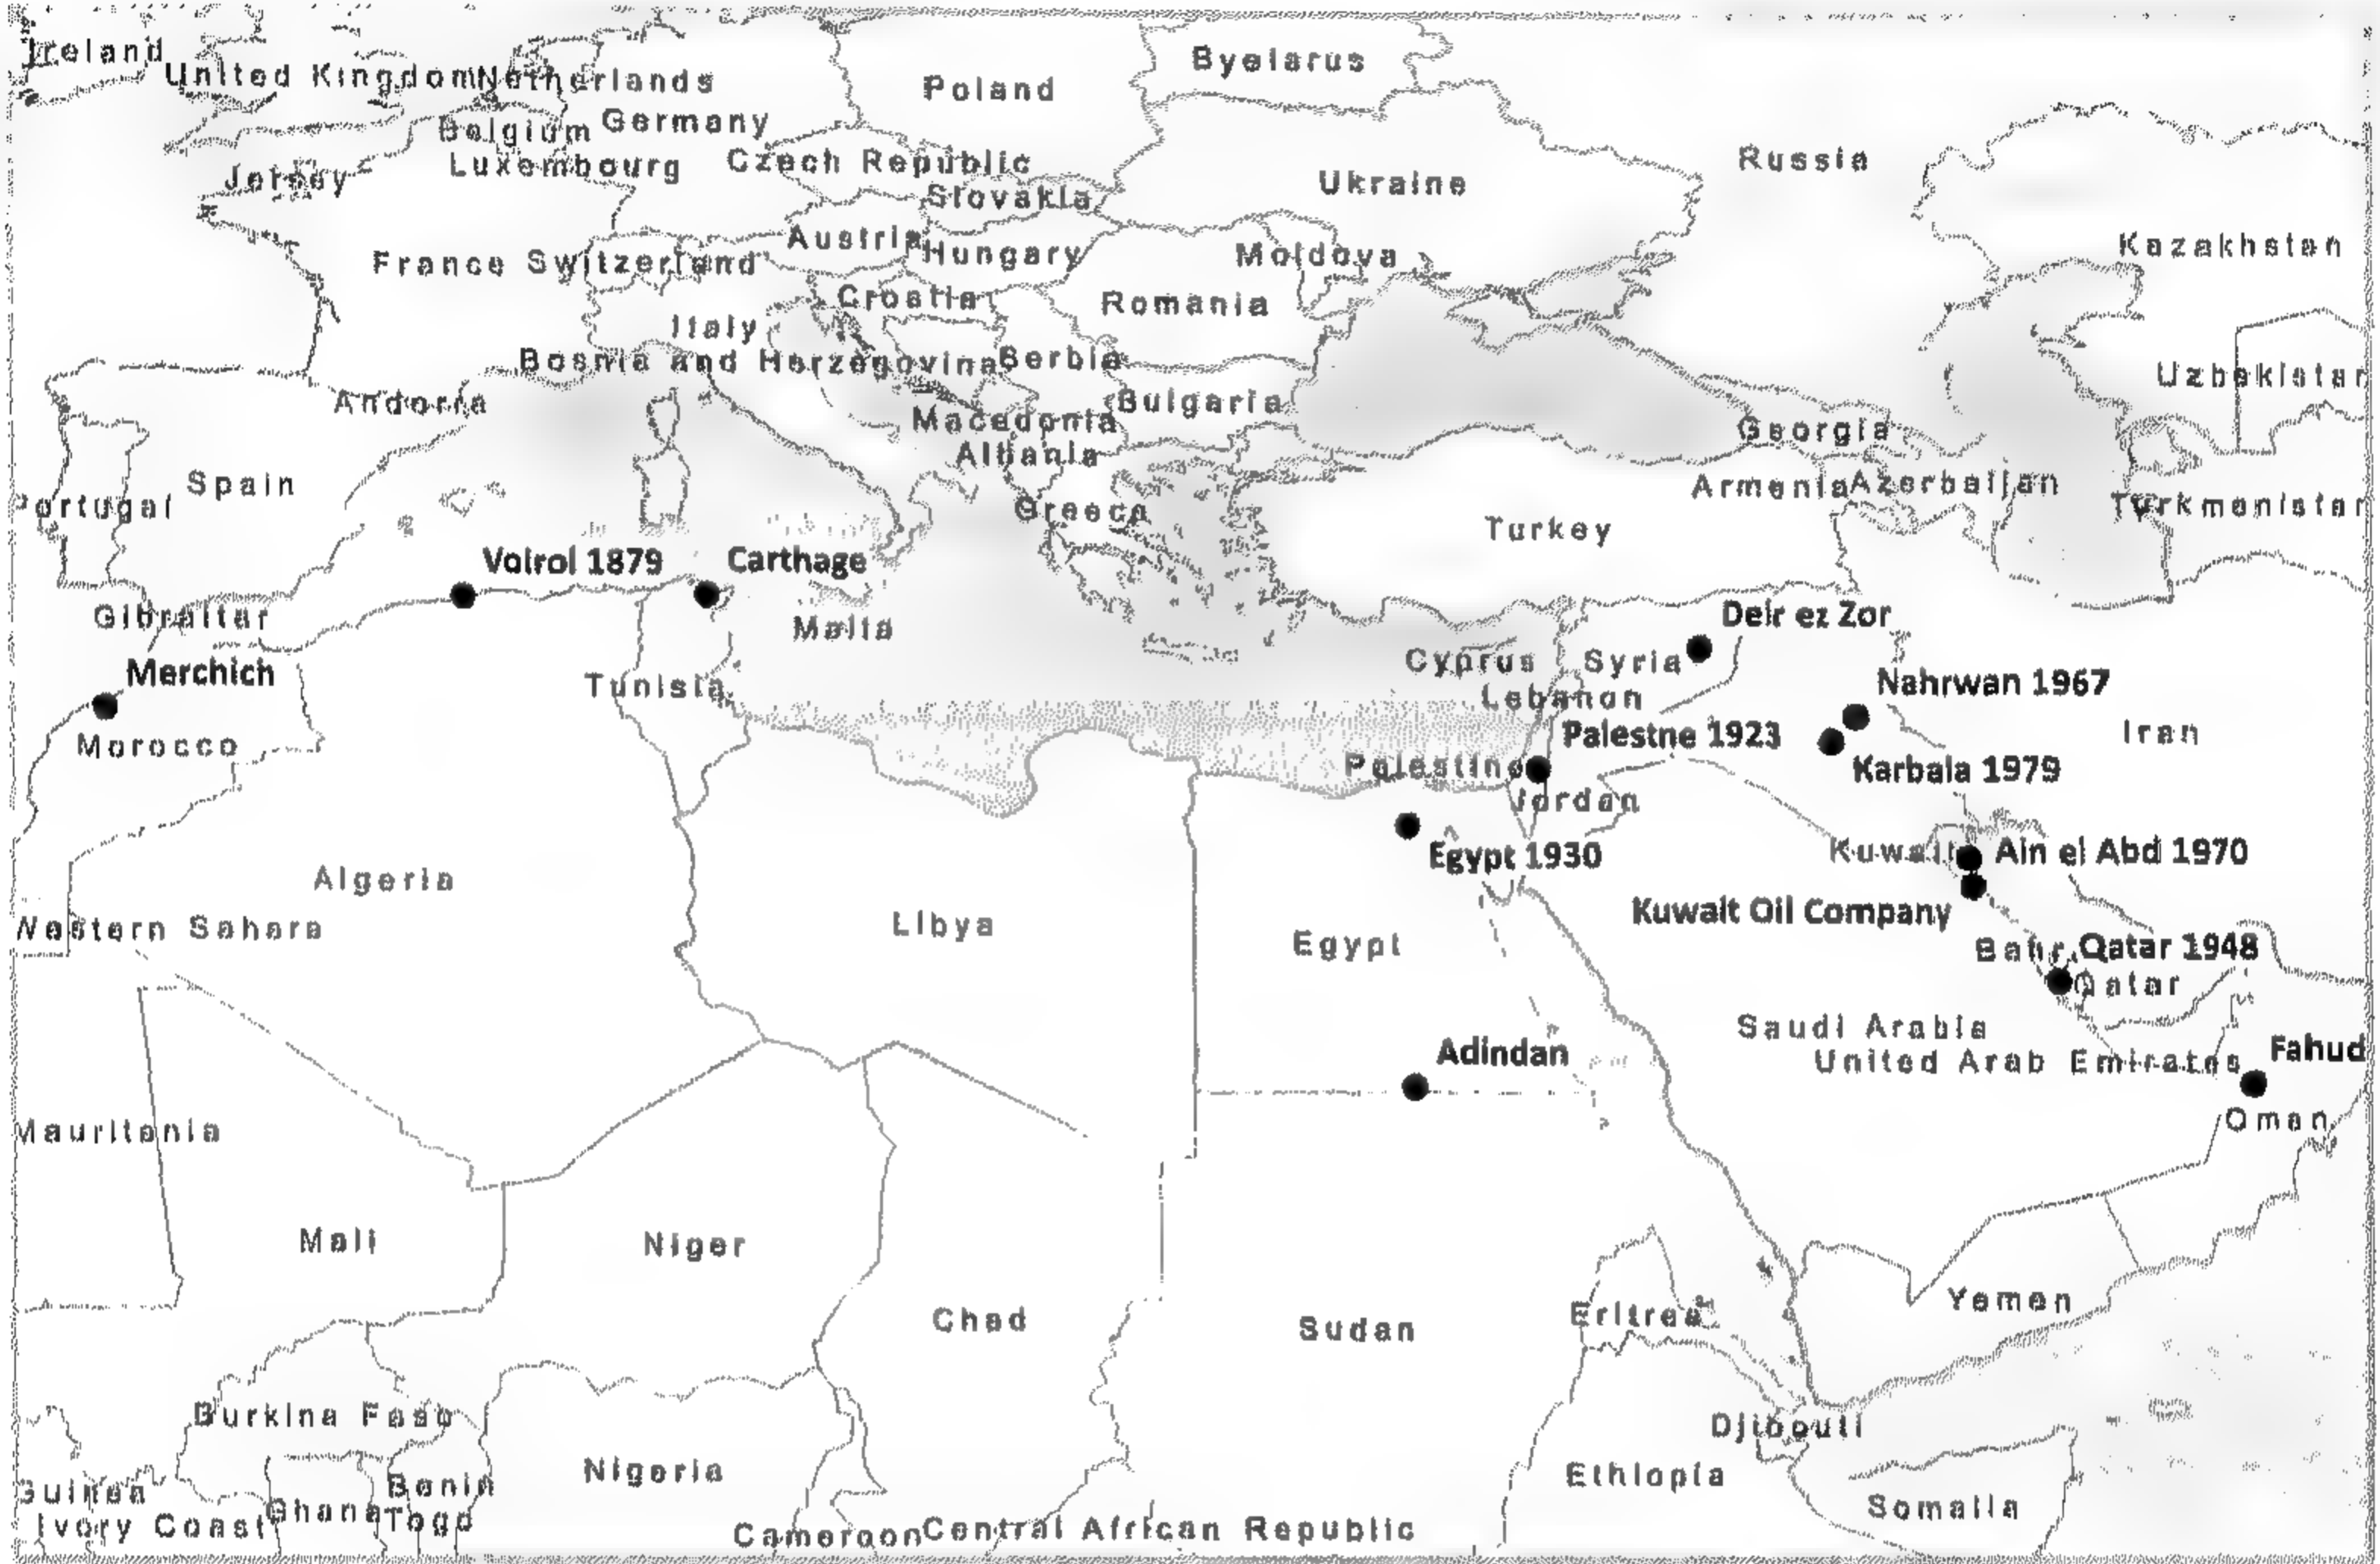 Ireland
United Kingdom
Netherlands
Poland
Byelarus
Belgium
Germany
Luxembourg
Czech Republic
Russia
Jersey
Slovakia
Ukraine
Austria
Hungary
Moldova
Kazakhstan
France
Switzerland
Croatia
Romania
Italy
Bosnia and Herzegovina
Serbia
Uzbekistan
Andorra
Macedonia
Bulgaria
Georgia
Albania
Spain
Portugal
Greece
Armenia
Azerbaijan
Turkmenistan
Turkey
Voirol 1879
Carthage
Gibraltar
Malta
Deir ez Zor
Merchich
Tunisia
Cyprus
Syria
Nahrwan 1967
Lebanon
Morocco
Palestne 1923
Iran
Palestine
Karbala 1979
Jordan
Egypt 1930
Kuwait
Ain el Abd 1970
Algeria
Kuwait Oil Company
Western Sahara
Libya
Egypt
Bahr
Qatar 1948
Qatar
Saudi Arabia
Adindan
United Arab Emirates
Fahud
Mauritania
Oman
Mali
Niger
Chad
Sudan
Eritrea
Yemen
Burkina Faso
Djibouti
Nigeria
Ethiopia
Guinea
Benin
Ivory Coast
Ghana
Togo
Somalia
Cameroon
Central African Republic